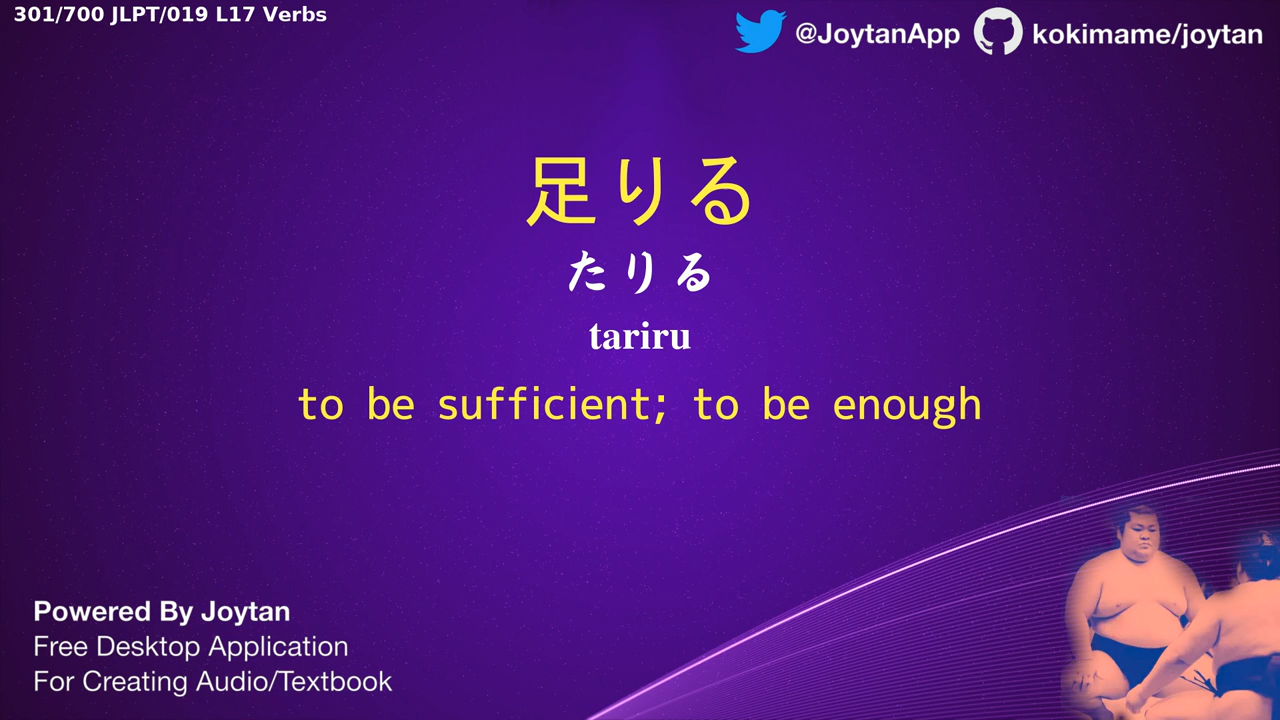 301/700 JLPT/019 L17 Verbs
@JoytanApp kokimame/joytan
足りる
たりる
tariru
to be sufficient; to be enough
Powered By Joytan
Free Desktop Application
For Creating Audio/Textbook